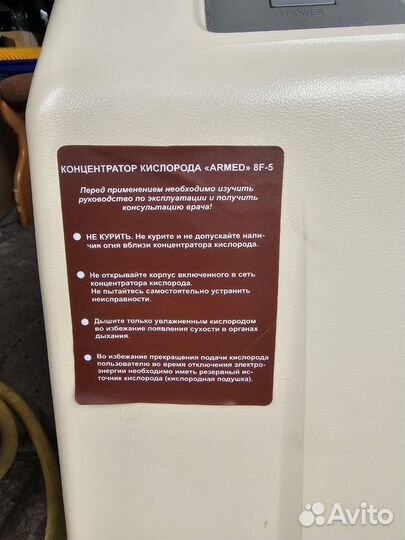 POWER
КОНЦЕНТРАТОР КИСЛОРОДА «ARMED» 8F-5
Перед применением необходимо изучить
руководство по эксплуатации и получить
консультацию врача!
НЕ КУРИТЬ. Не курите и не допускайте нали-
чия огня вблизи концентратора кислорода.
Не открывайте корпус включенного в сеть
концентратора кислорода.
Не пытайтесь самостоятельно устранить
неисправности.
Дышите только увлажненным кислородом
во избежание появления сухости в органах
дыхания.
Во избежание прекращения подачи кислорода
пользователю во время отключения электро-
энергии необходимо иметь резервный ис-
точник кислорода (кислородная подушка).
Avito